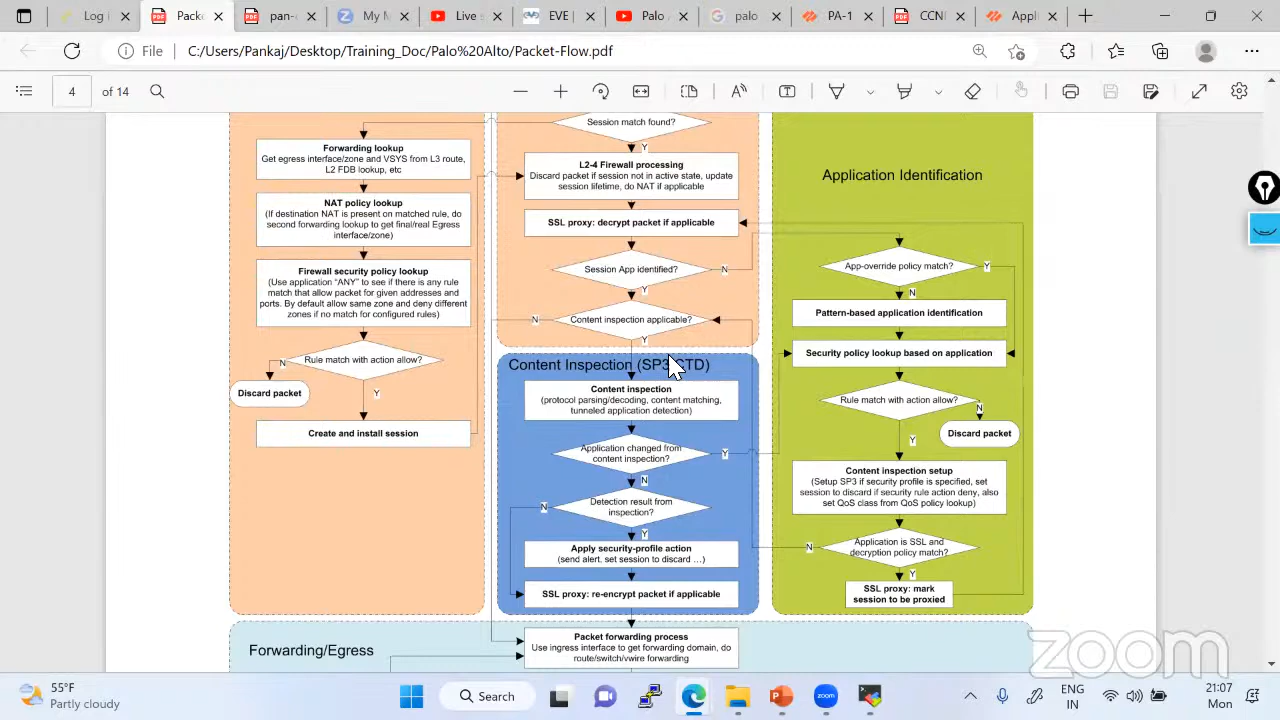 Packe
M
Live
EVE
Palo
palo
PA-1
CCN
Appl
File
C:/Users/Pankaj/Desktop/Training_Doc/Palo%20Alto/Packet-Flow.pdf
4
of 14
Session match found?
Y
Forwarding lookup
Get egress interface/zone and VSYS from L3 route,
L2 FDB lookup, etc
NAT policy lookup
(If destination NAT is present on matched rule, do
second forwarding lookup to get final/real Egress
interface/zone)
Firewall security policy lookup
(Use application "ANY" to see if there is any rule
match that allow packet for given addresses and
ports. By default allow same zone and deny different
zones if no match for configured rules)
Rule match with action allow?
N
Discard packet
Y
Create and install session
L2-4 Firewall processing
Discard packet if session not in active state, update
session lifetime, do NAT if applicable
SSL proxy: decrypt packet if applicable
Session App identified?
N
Y
Content inspection applicable?
N
Y
Content Inspection (SP3 CTD)
Content inspection
(protocol parsing/decoding, content matching,
tunneled application detection)
Application changed from
content inspection?
Y
N
Detection result from
inspection?
N
Y
Apply security-profile action
(send alert, set session to discard ...)
SSL proxy: re-encrypt packet if applicable
Application Identification
App-override policy match?
Y
N
Pattern-based application identification
Security policy lookup based on application
Rule match with action allow?
N
Discard packet
Y
Content inspection setup
(Setup SP3 if security profile is specified, set
session to discard if security rule action deny, also
set QoS class from QoS policy lookup)
Application is SSL and
decryption policy match?
N
Y
SSL proxy: mark
session to be proxied
Forwarding/Egress
Packet forwarding process
Use ingress interface to get forwarding domain, do
route/switch/vwire forwarding
zoom
55°F
Partly cloudy
Search
zoom
ENG
IN
21:07
Mon